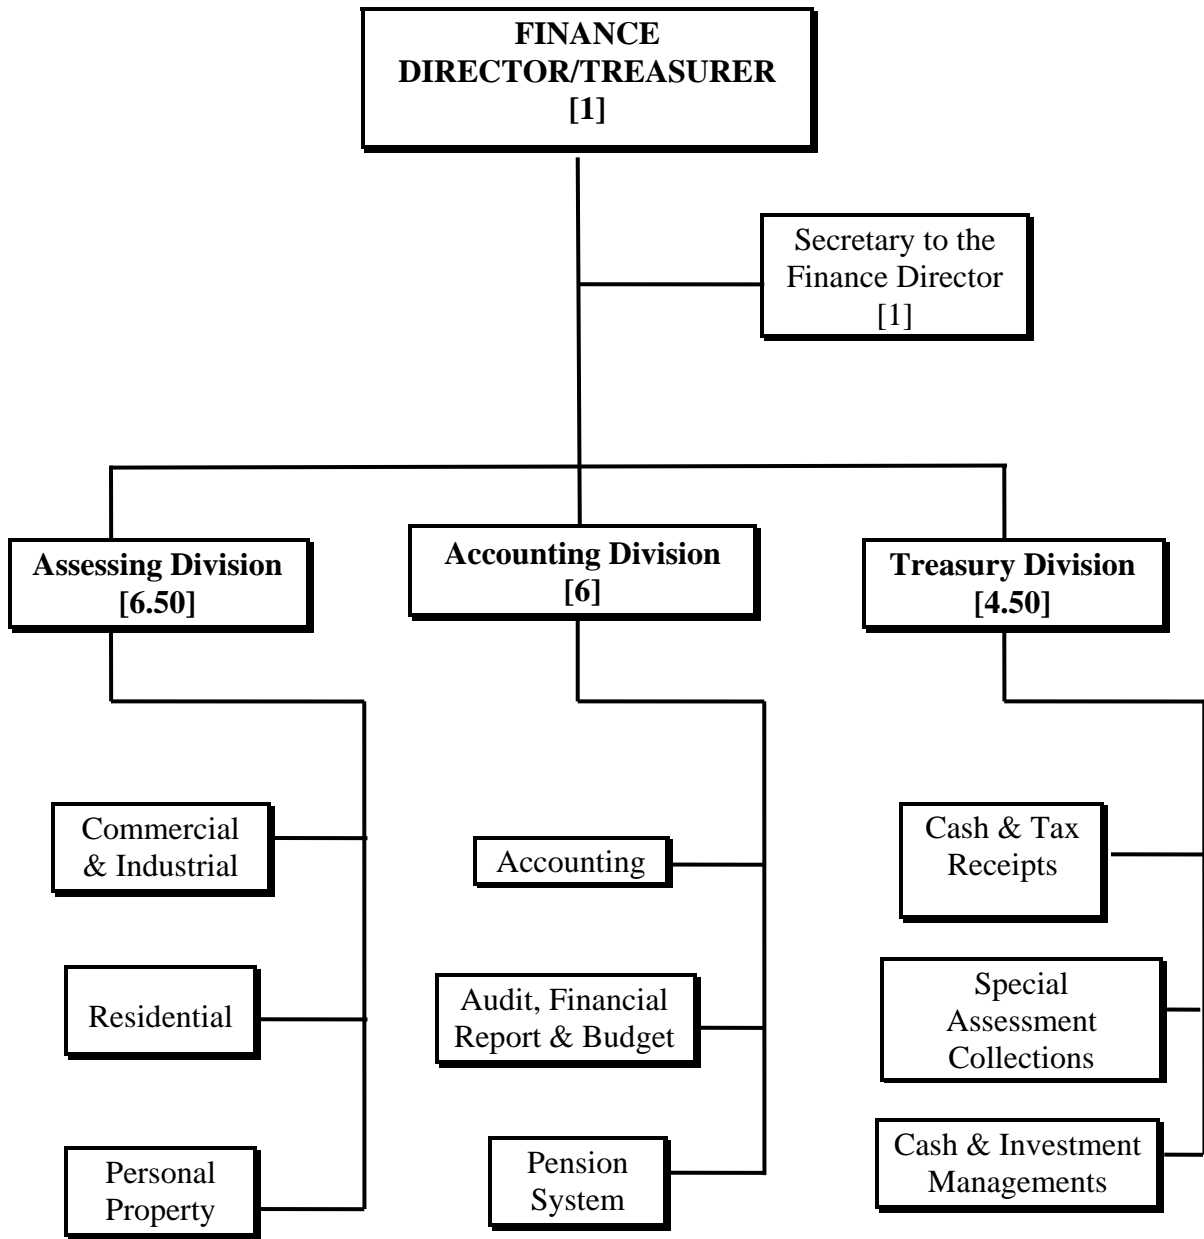 FINANCE
DIRECTOR/TREASURER
[1]
Secretary to the
Finance Director
[1]
Assessing Division
[6.50]
Accounting Division
[6]
Treasury Division
[4.50]
Commercial
& Industrial
Residential
Personal
Property
Accounting
Audit, Financial
Report & Budget
Pension
System
Cash & Tax
Receipts
Special
Assessment
Collections
Cash & Investment
Managements